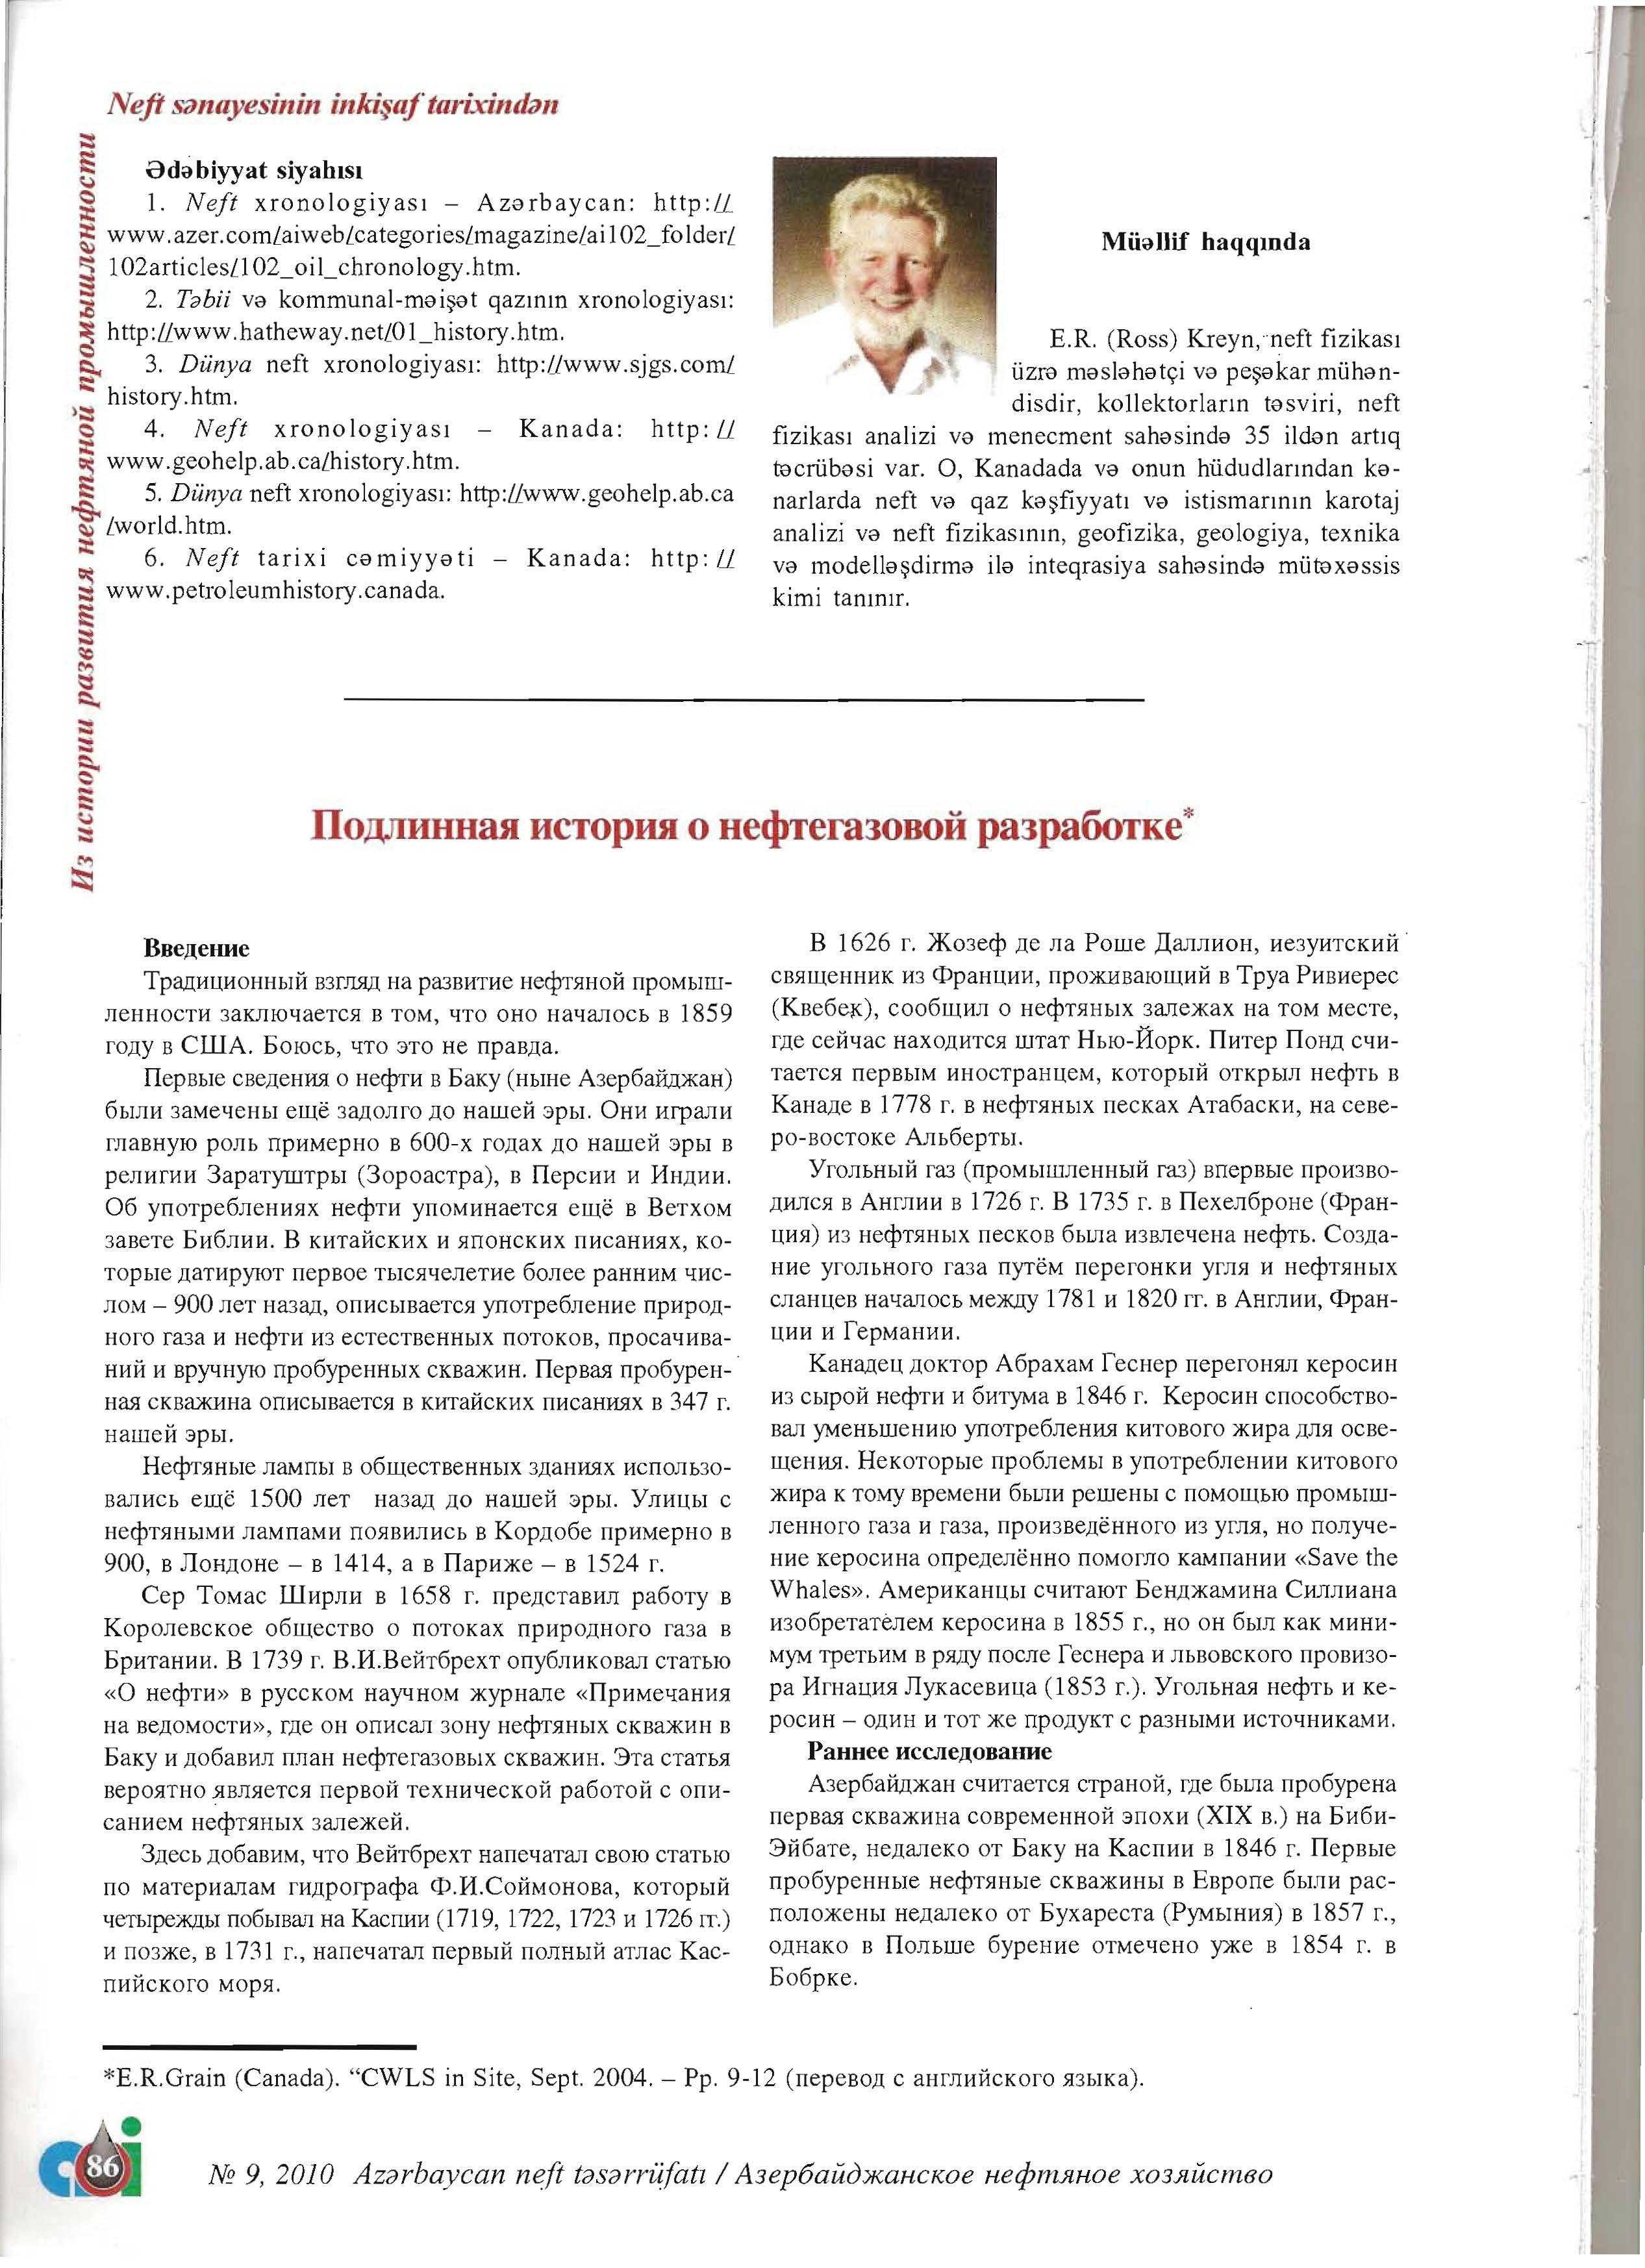 Neft sənayesinin inkişaf tarixindən
Из истории развития нефтяной промышленности
Ədəbiyyat siyahısı
1. Neft xronologiyası – Azərbaycan: http://
www.azer.com/aiweb/categories/magazine/ai102_folder/
102articles/102_oil_chronology.htm.
2. Təbii və kommunal-məişət qazının xronologiyası:
http://www.hatheway.net/01_history.htm.
3. Dünya neft xronologiyası: http://www.sjgs.com/
history.htm.
4. Neft xronologiyası – Kanada: http://
www.geohelp.ab.ca/history.htm.
5. Dünya neft xronologiyası: http://www.geohelp.ab.ca
/world.htm.
6. Neft tarixi cəmiyyəti – Kanada: http://
www.petroleumhistory.canada.
Müəllif haqqında
E.R. (Ross) Kreyn, neft fizikası
üzrə məsləhətçi və peşəkar mühən-
disdir, kollektorların təsviri, neft
fizikası analizi və menecment sahəsində 35 ildən artıq
təcrübəsi var. O, Kanadada və onun hüdudlarından kə-
narlarda neft və qaz kəşfiyyatı və istismarının karotaj
analizi və neft fizikasının, geofizika, geologiya, texnika
və modelləşdirmə ilə inteqrasiya sahəsində mütəxəssis
kimi tanınır.
Подлинная история о нефтегазовой разработке*
Введение
Традиционный взгляд на развитие нефтяной промыш-
ленности заключается в том, что оно началось в 1859
году в США. Боюсь, что это не правда.
Первые сведения о нефти в Баку (ныне Азербайджан)
были замечены ещё задолго до нашей эры. Они играли
главную роль примерно в 600-х годах до нашей эры в
религии Заратуштры (Зороастра), в Персии и Индии.
Об употреблениях нефти упоминается ещё в Ветхом
завете Библии. В китайских и японских писаниях, ко-
торые датируют первое тысячелетие более ранним чис-
лом – 900 лет назад, описывается употребление природ-
ного газа и нефти из естественных потоков, просачива-
ний и вручную пробуренных скважин. Первая пробурен-
ная скважина описывается в китайских писаниях в 347 г.
нашей эры.
Нефтяные лампы в общественных зданиях использо-
вались ещё 1500 лет назад до нашей эры. Улицы с
нефтяными лампами появились в Кордобе примерно в
900, в Лондоне – в 1414, а в Париже – в 1524 г.
Сер Томас Ширли в 1658 г. представил работу в
Королевское общество о потоках природного газа в
Британии. В 1739 г. В.И.Вейтбрехт опубликовал статью
«О нефти» в русском научном журнале «Примечания
на ведомости», где он описал зону нефтяных скважин в
Баку и добавил план нефтегазовых скважин. Эта статья
вероятно является первой технической работой с опи-
санием нефтяных залежей.
Здесь добавим, что Вейтбрехт напечатал свою статью
по материалам гидрографа Ф.И.Соймонова, который
четырежды побывал на Каспии (1719, 1722, 1723 и 1726 гг.)
и позже, в 1731 г., напечатал первый полный атлас Кас-
пийского моря.
В 1626 г. Жозеф де ла Роше Даллион, иезуитский
священник из Франции, проживающий в Труа Ривиерес
(Квебек), сообщил о нефтяных залежах на том месте,
где сейчас находится штат Нью-Йорк. Питер Понд счи-
тается первым иностранцем, который открыл нефть в
Канаде в 1778 г. в нефтяных песках Атабаски, на севе-
ро-востоке Альберты.
Угольный газ (промышленный газ) впервые произво-
дился в Англии в 1726 г. В 1735 г. в Пехелброне (Фран-
ция) из нефтяных песков была извлечена нефть. Созда-
ние угольного газа путём перегонки угля и нефтяных
сланцев началось между 1781 и 1820 гг. в Англии, Фран-
ции и Германии.
Канадец доктор Абрахам Геснер перегонял керосин
из сырой нефти и битума в 1846 г. Керосин способство-
вал уменьшению употребления китового жира для осве-
щения. Некоторые проблемы в употреблении китового
жира к тому времени были решены с помощью промыш-
ленного газа и газа, произведённого из угля, но получе-
ние керосина определённо помогло кампании «Save the
Whales». Американцы считают Бенджамина Силлиана
изобретателем керосина в 1855 г., но он был как мини-
мум третьим в ряду после Геснера и львовского провизо-
ра Игнация Лукасевица (1853 г.). Угольная нефть и ке-
росин – один и тот же продукт с разными источниками.
Раннее исследование
Азербайджан считается страной, где была пробурена
первая скважина современной эпохи (XIX в.) на Биби-
Эйбате, недалеко от Баку на Каспии в 1846 г. Первые
пробуренные нефтяные скважины в Европе были рас-
положены недалеко от Бухареста (Румыния) в 1857 г.,
однако в Польше бурение отмечено уже в 1854 г. в
Бобрке.
*E.R.Grain (Canada). “CWLS in Site, Sept. 2004. – Pp. 9-12 (перевод с английского языка).
86
№ 9, 2010 Azərbaycan neft təsərrüfatı / Азербайджанское нефтяное хозяйство